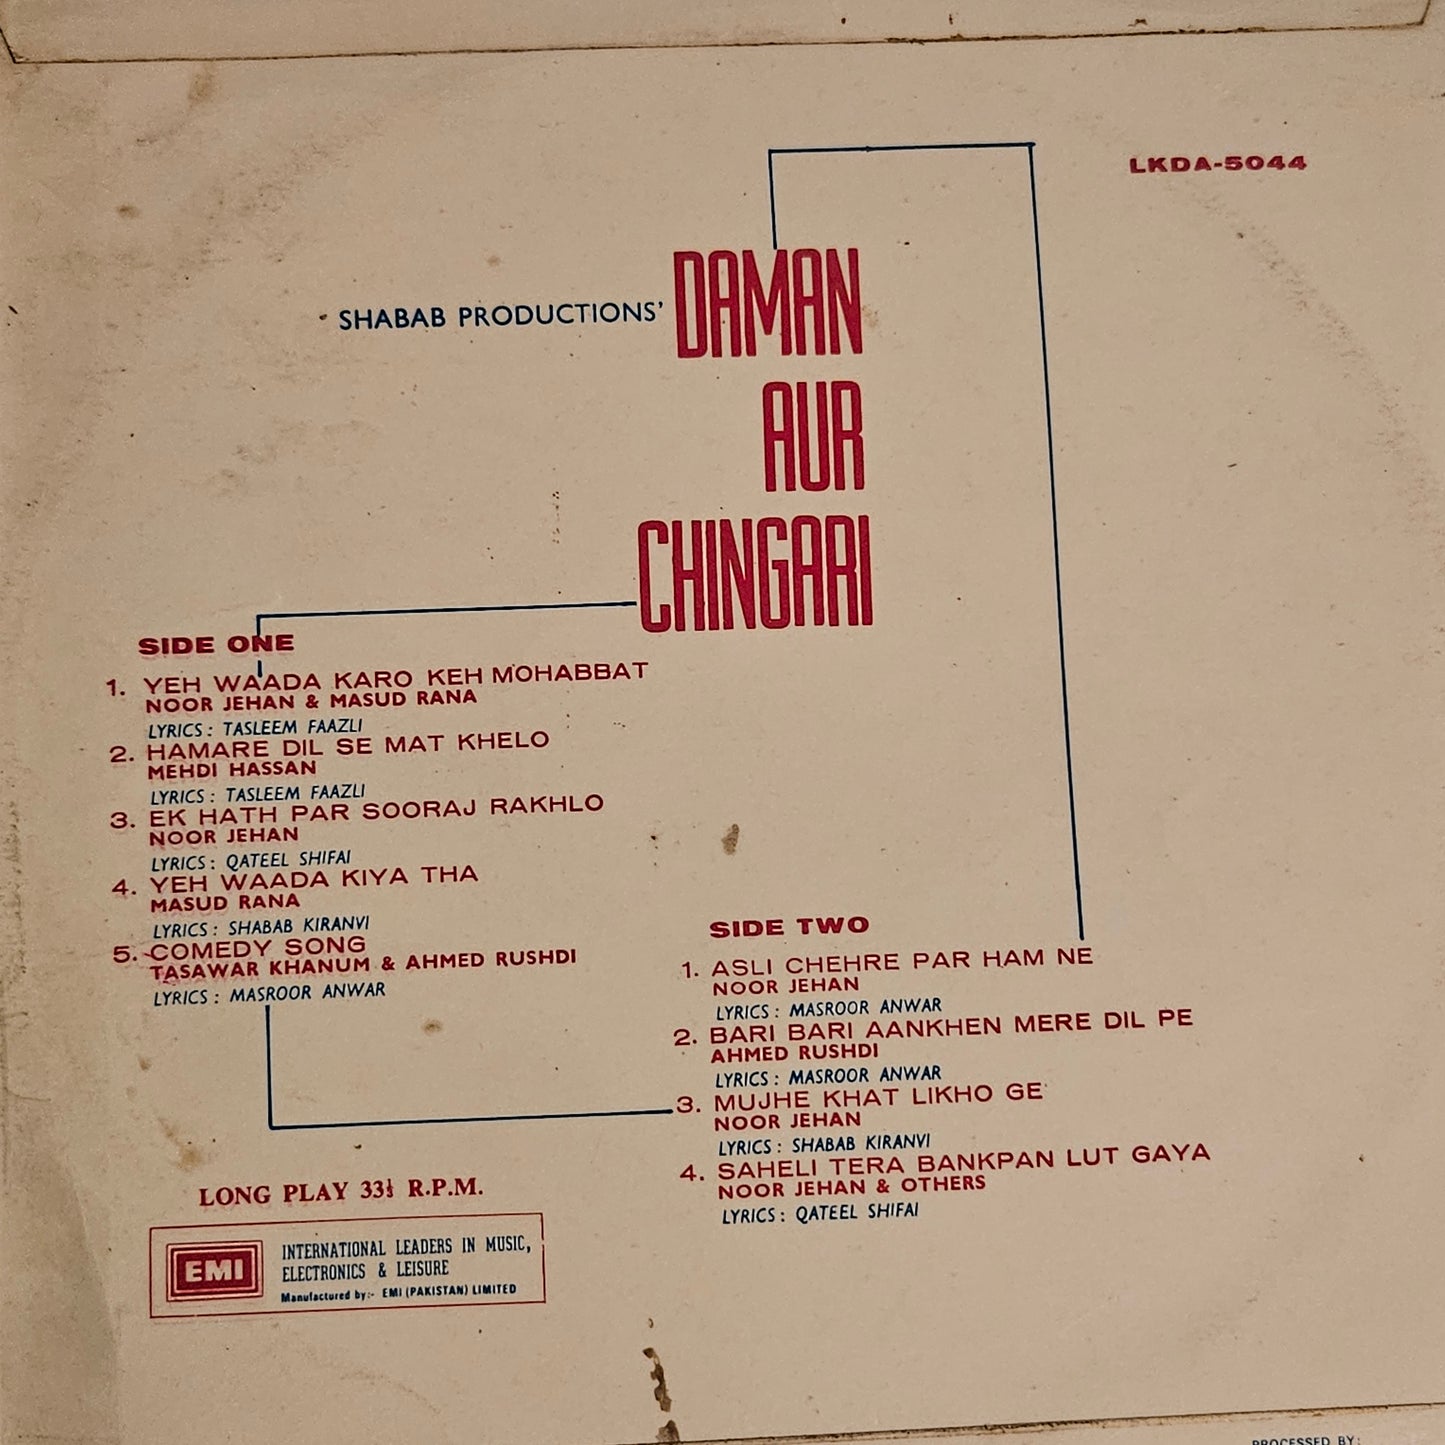 LKDA-5044
SHABAB PRODUCTIONS' DAMAN
AUR
CHINGARI
SIDE ONE
1. YEH WAADA KARO KEH MOHABBAT
NOOR JEHAN & MASUD RANA
LYRICS: TASLEEM FAAZLI
2. HAMARE DIL SE MAT KHELO
MEHDI HASSAN
LYRICS: TASLEEM FAAZLI
3. EK HATH PAR SOORAJ RAKHLO
NOOR JEHAN
LYRICS: QATEEL SHIFAI
4. YEH WAADA KIYA THA
MASUD RANA
LYRICS: SHABAB KIRANVI
5. COMEDY SONG
TASAWAR KHANUM & AHMED RUSHDI
LYRICS: MASROOR ANWAR
SIDE TWO
1. ASLI CHEHRE PAR HAM NE
NOOR JEHAN
LYRICS: MASROOR ANWAR
2. BARI BARI AANKHEN MERE DIL PE
AHMED RUSHDI
LYRICS: MASROOR ANWAR
3. MUJHE KHAT LIKHO GE
NOOR JEHAN
LYRICS: SHABAB KIRANVI
4. SAHELI TERA BANKPAN LUT GAYA
NOOR JEHAN & OTHERS
LYRICS: QATEEL SHIFAI
LONG PLAY 33⅓ R.P.M.
EMI
INTERNATIONAL LEADERS IN MUSIC,
ELECTRONICS & LEISURE
Manufactured by:- EMI (PAKISTAN) LIMITED
PROCESSED BY: